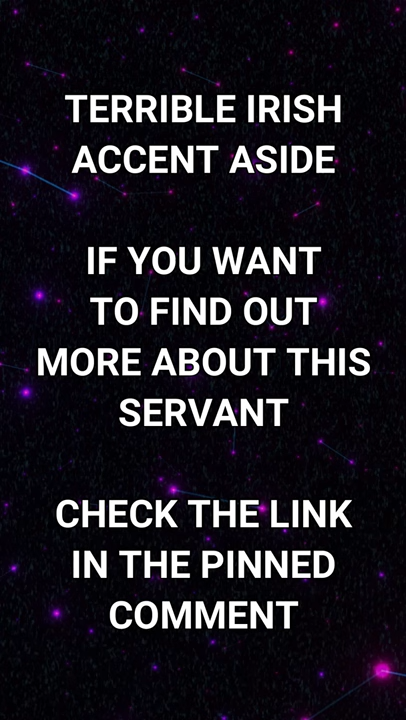 TERRIBLE IRISH
ACCENT ASIDE
IF YOU WANT
TO FIND OUT
MORE ABOUT THIS
SERVANT
CHECK THE LINK
IN THE PINNED
COMMENT